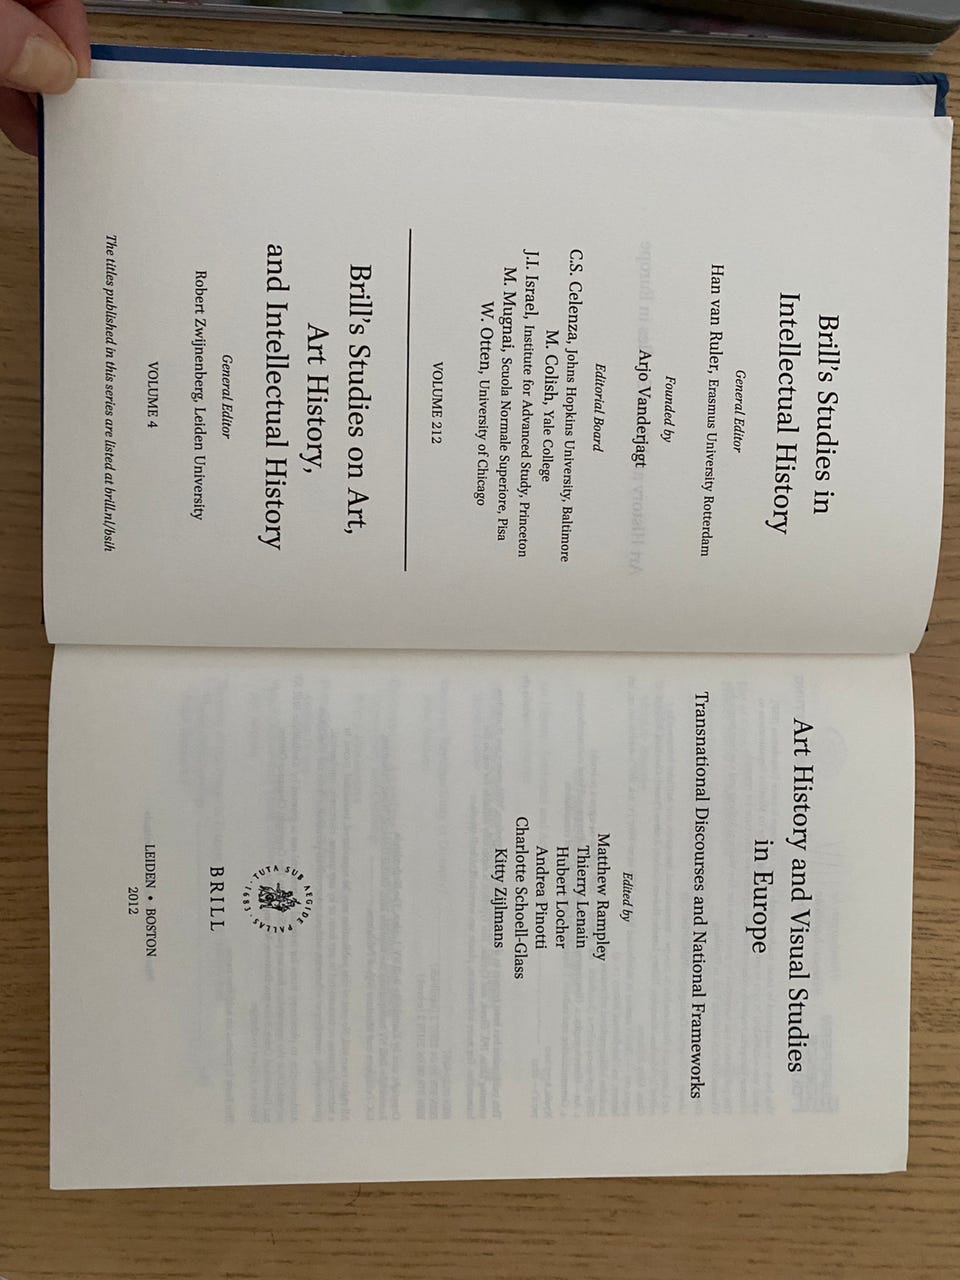 Brill's Studies in
Intellectual History
General Editor
Han van Ruler, Erasmus University Rotterdam
Founded by
Arjo Vanderjagt
Editorial Board
C.S. Celenza, Johns Hopkins University, Baltimore
M. Colish, Yale College
J.I. Israel, Institute for Advanced Study, Princeton
M. Mugnai, Scuola Normale Superiore, Pisa
W. Otten, University of Chicago
VOLUME 212
Brill's Studies on Art,
Art History,
and Intellectual History
General Editor
Robert Zwijnenberg, Leiden University
VOLUME 4
The titles published in this series are listed at brill.nl/bsih
Art History and Visual Studies
in Europe
Transnational Discourses and National Frameworks
Edited by
Matthew Rampley
Thierry Lenain
Hubert Locher
Andrea Pinotti
Charlotte Schoell-Glass
Kitty Zijlmans
TUTA SUB AEGIDE PALLAS · 1683 ·
BRILL
LEIDEN • BOSTON
2012